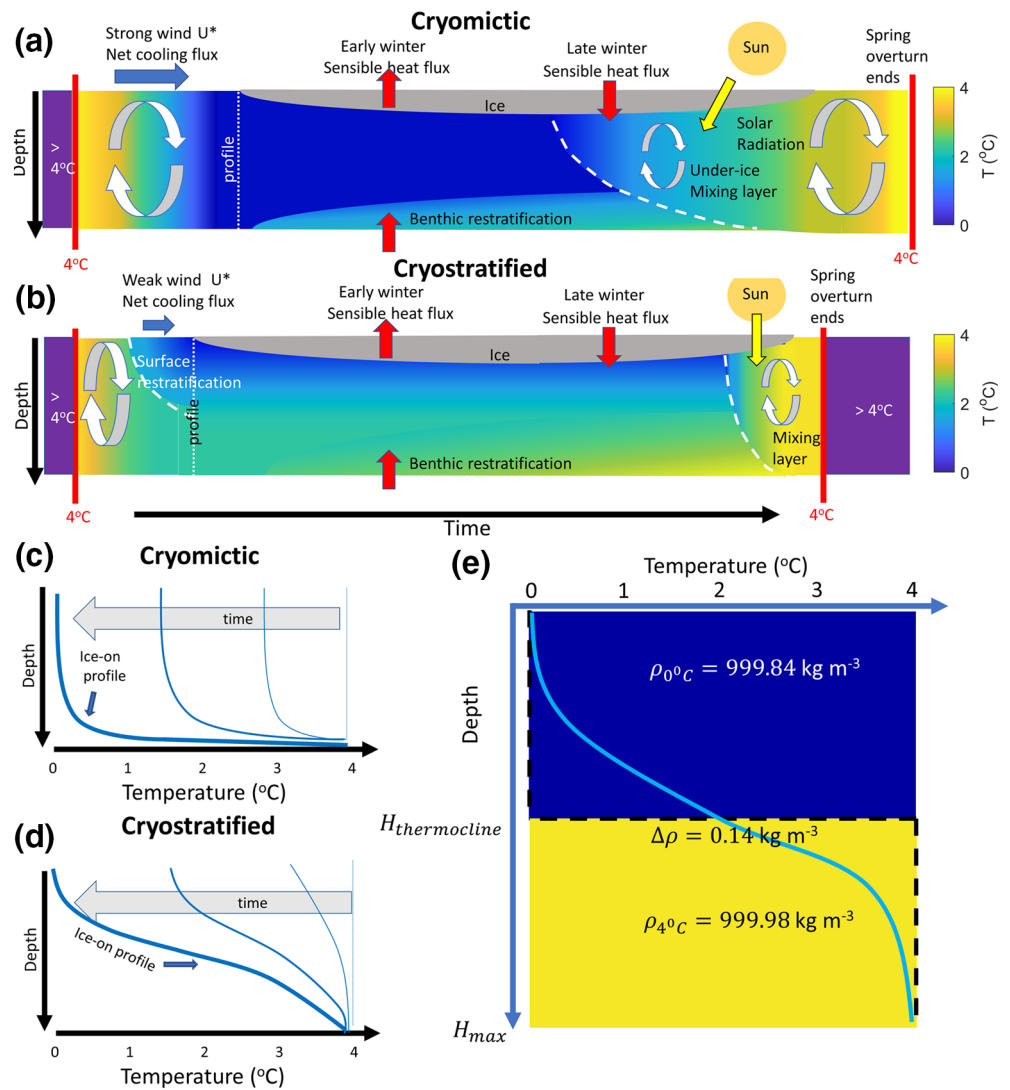 (a)
Cryomictic
Strong wind U*
Net cooling flux
Early winter
Sensible heat flux
Late winter
Sensible heat flux
Sun
Spring
overturn
ends
Depth
>
4°C
profile
Ice
Solar
Radiation
Under-ice
Mixing layer
Benthic restratification
4°C
4°C
4
2
0
T (°C)
(b)
Cryostratified
Weak wind U*
Net cooling flux
Early winter
Sensible heat flux
Late winter
Sensible heat flux
Sun
Spring
overturn
ends
Depth
>
4°C
Surface
restratification
profile
Ice
Benthic restratification
Mixing
layer
> 4°C
4°C
4°C
4
2
0
T (°C)
Time
(c)
Cryomictic
time
Ice-on
profile
Depth
0 1 2 3 4
Temperature (°C)
(d)
Cryostratified
time
Ice-on profile
Depth
0 1 2 3 4
Temperature (°C)
(e)
Temperature (°C)
0 1 2 3 4
Depth
ρ₀⁰C = 999.84 kg m⁻³
H_thermocline
Δρ = 0.14 kg m⁻³
ρ₄⁰C = 999.98 kg m⁻³
H_max